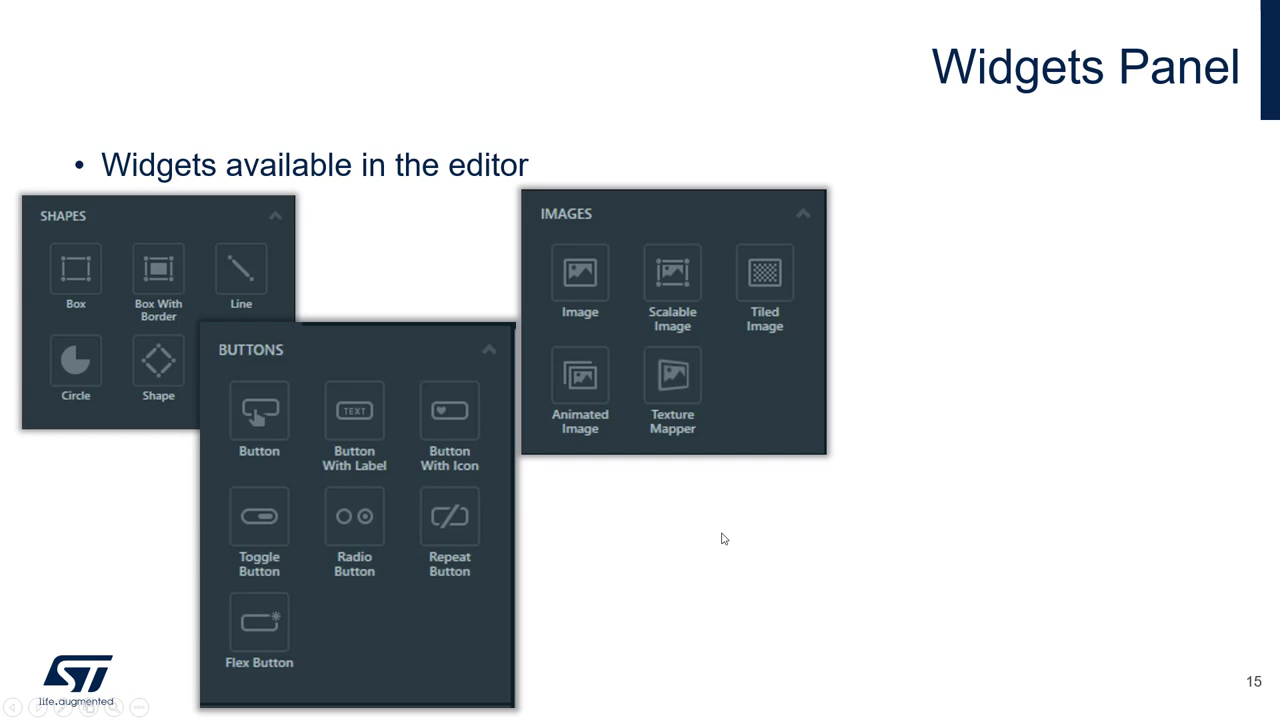 Widgets Panel
• Widgets available in the editor
SHAPES
Box
Box With
Border
Line
Circle
Shape
BUTTONS
Button
TEXT
Button
With Label
Button
With Icon
Toggle
Button
Radio
Button
Repeat
Button
Flex Button
IMAGES
Image
Scalable
Image
Tiled
Image
Animated
Image
Texture
Mapper
ST
life.augmented
15